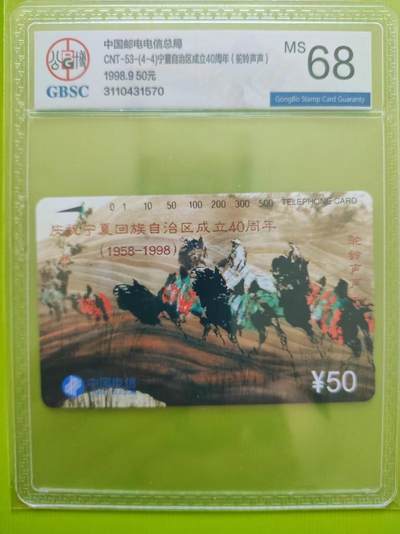 中国邮电电信总局
CNT-53-(4-4)宁夏自治区成立40周年(驼铃声声)
1998.9 50元
3110431570
GBSC
MS 68
GongBo Stamp Card Guaranty
0 1 10 50 100 200 300 500 TELEPHONE CARD
庆祝宁夏回族自治区成立40周年
(1958-1998)
驼铃声声
中国电信
¥50